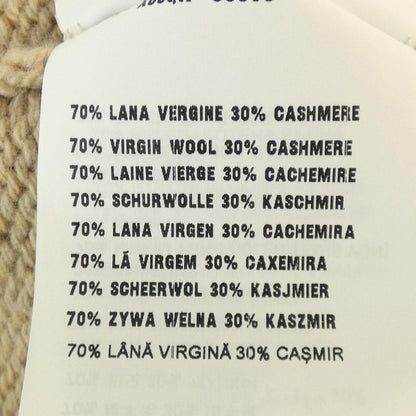 70% LANA VERGINE 30% CASHMERE
70% VIRGIN WOOL 30% CASHMERE
70% LAINE VIERGE 30% CACHEMIRE
70% SCHURWOLLE 30% KASCHMIR
70% LANA VIRGEN 30% CACHEMIRA
70% LÃ VIRGEM 30% CAXEMIRA
70% SCHEERWOL 30% KASJMIER
70% ZYWA WELNA 30% KASZMIR
70% LÂNĂ VIRGINĂ 30% CAŞMIR